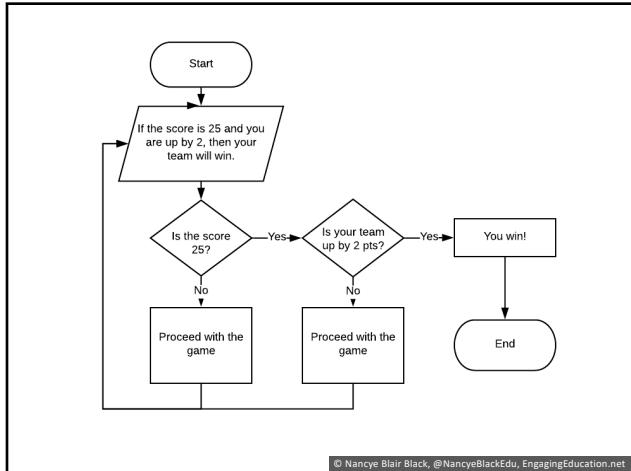 Start
If the score is 25 and you
are up by 2, then your
team will win.
Is the score
25?
Yes
Is your team
up by 2 pts?
Yes
You win!
No
No
Proceed with the
game
Proceed with the
game
End
© Nancye Blair Black, @NancyeBlackEdu, EngagingEducation.net